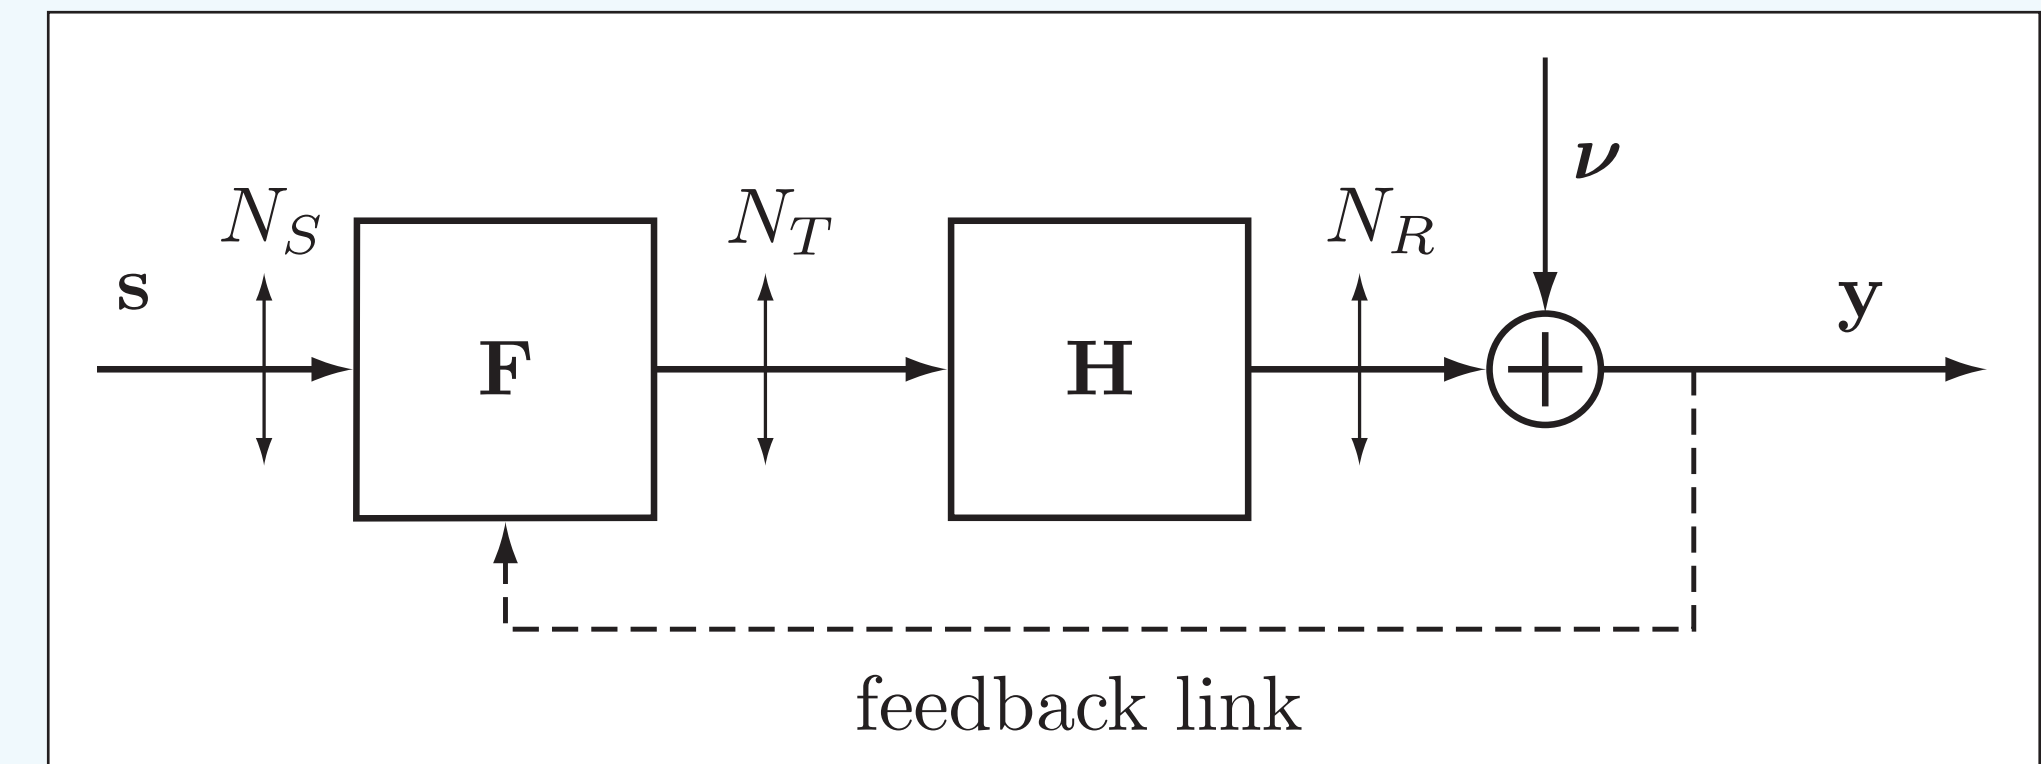 N_S N_T N_R ν
s F H y
feedback link